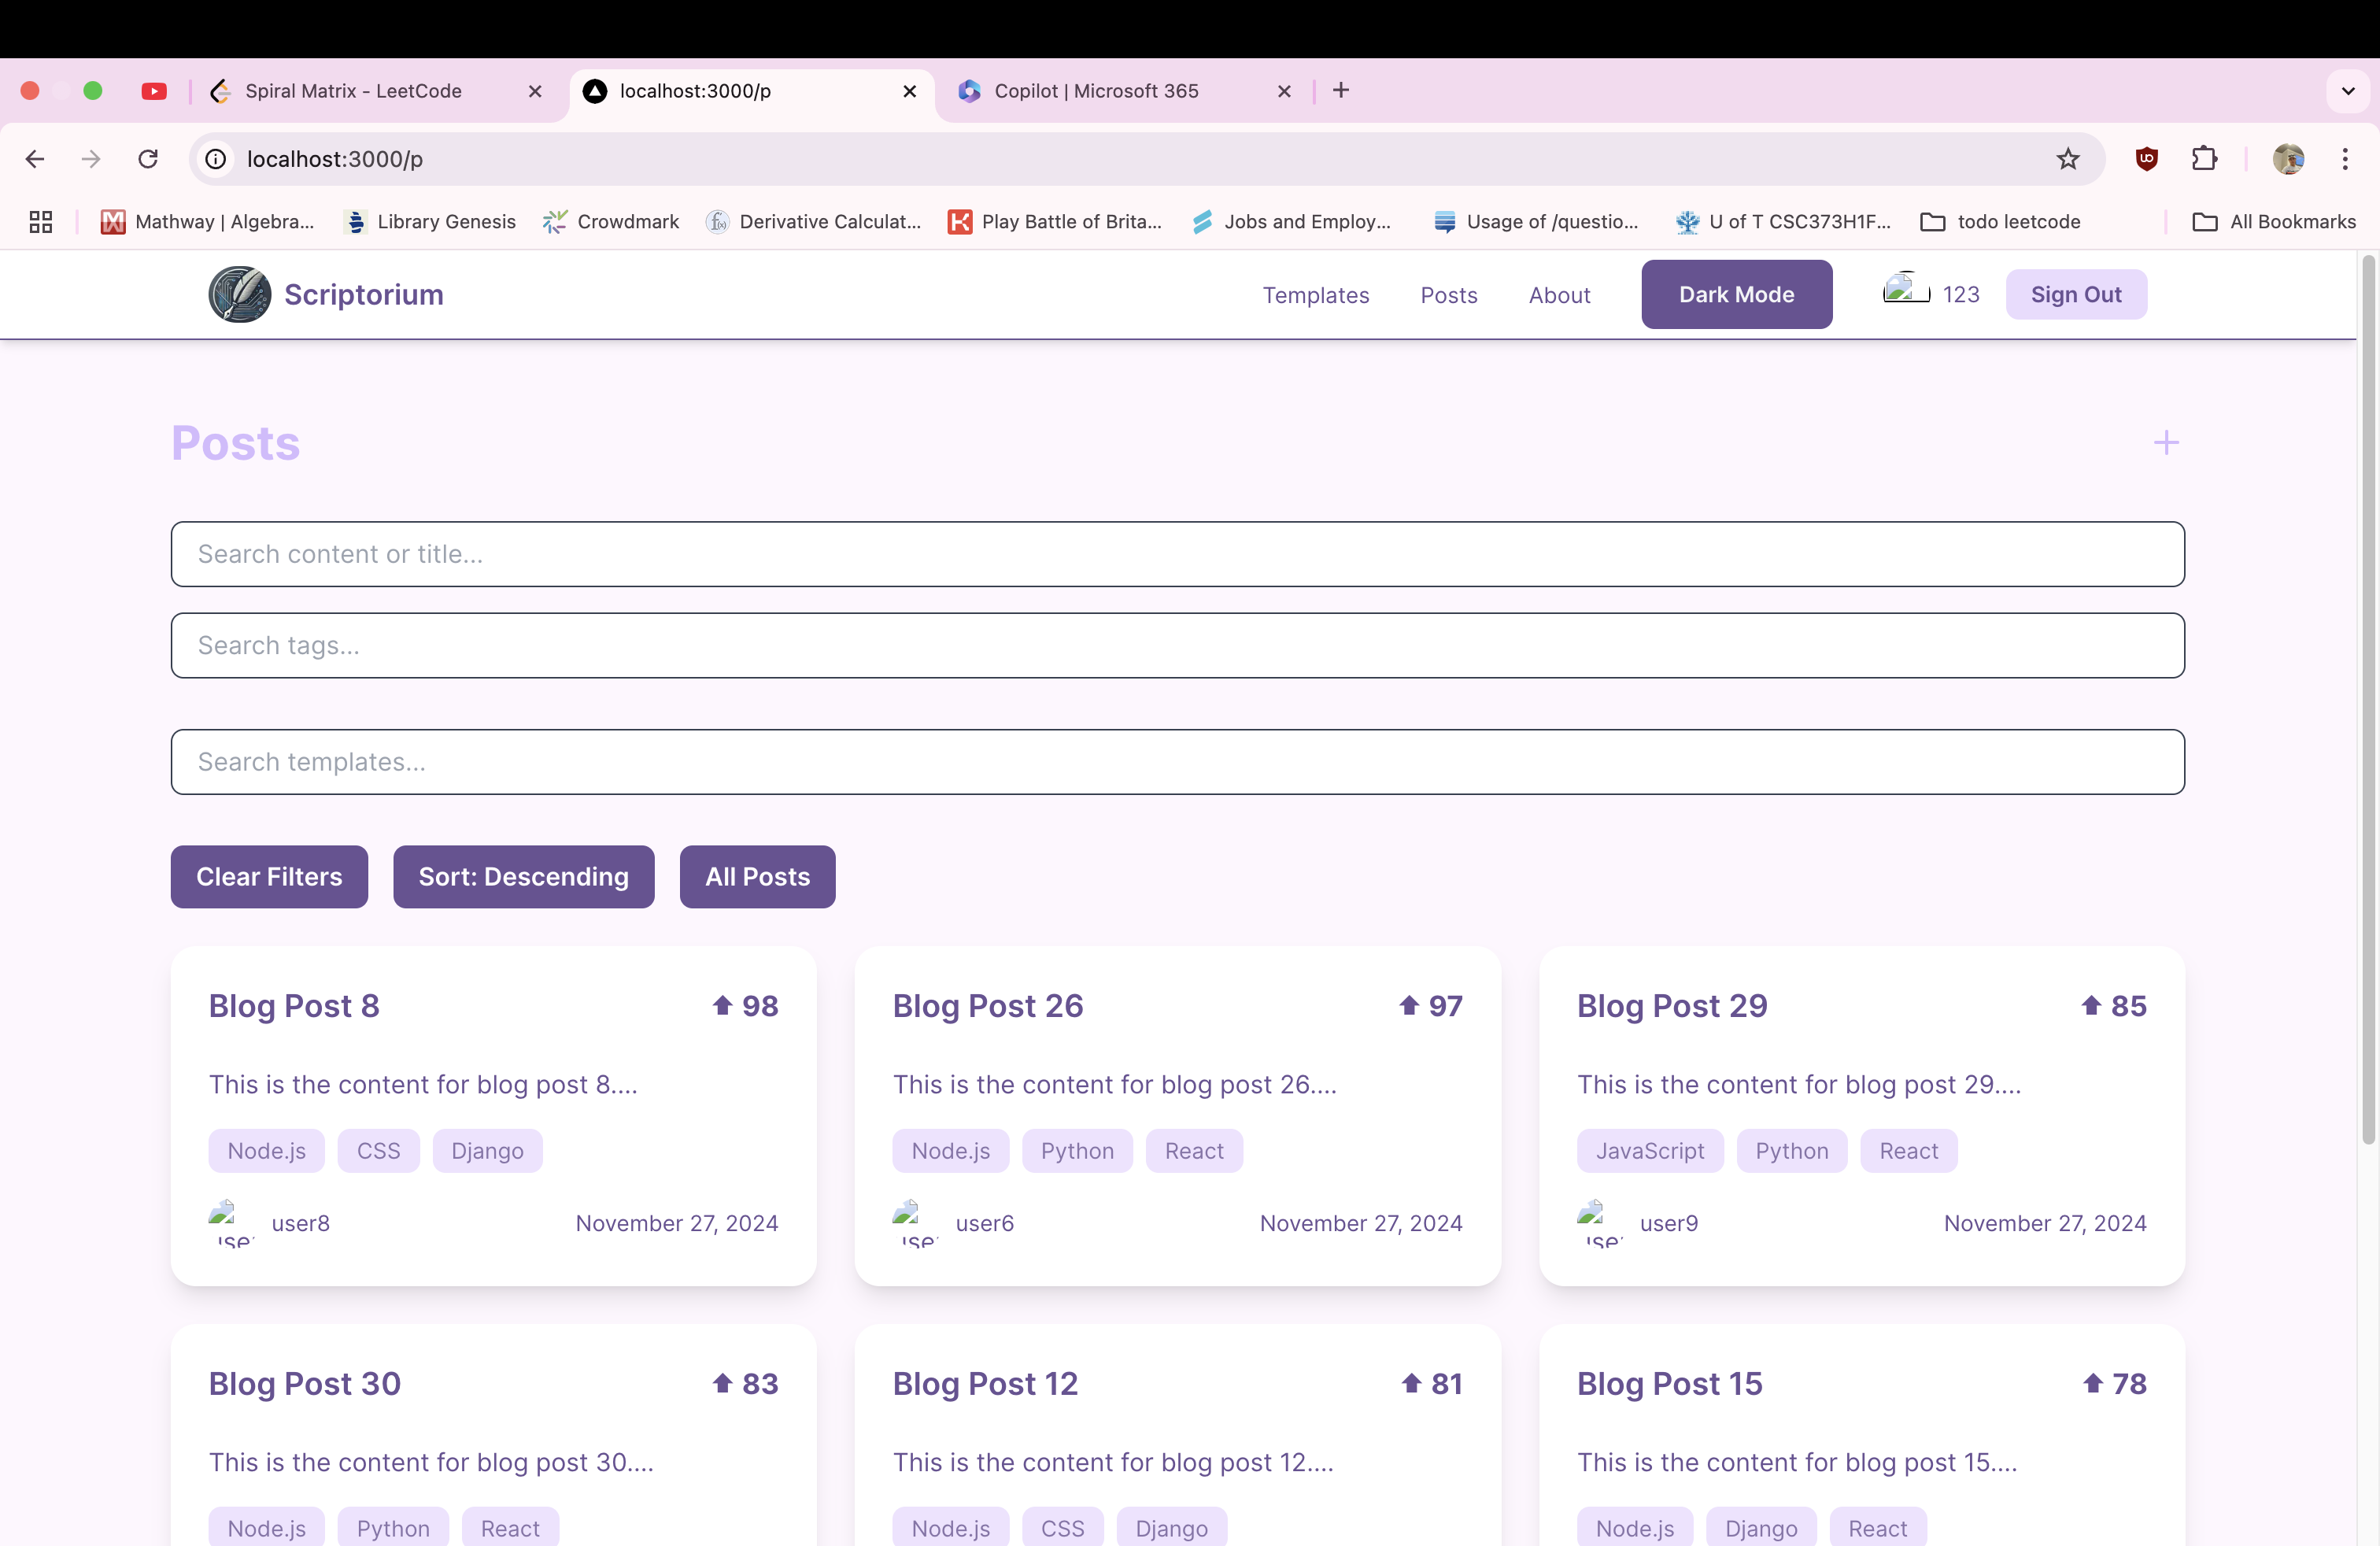 Spiral Matrix - LeetCode
localhost:3000/p
Copilot | Microsoft 365
localhost:3000/p
Mathway | Algebra...
Library Genesis
Crowdmark
Derivative Calculat...
Play Battle of Brita...
Jobs and Employ...
Usage of /questio...
U of T CSC373H1F...
todo leetcode
All Bookmarks
Scriptorium
Templates
Posts
About
Dark Mode
123
Sign Out
Posts
Search content or title...
Search tags...
Search templates...
Clear Filters
Sort: Descending
All Posts
Blog Post 8
98
This is the content for blog post 8....
Node.js
CSS
Django
user8
November 27, 2024
Blog Post 26
97
This is the content for blog post 26....
Node.js
Python
React
user6
November 27, 2024
Blog Post 29
85
This is the content for blog post 29....
JavaScript
Python
React
user9
November 27, 2024
Blog Post 30
83
This is the content for blog post 30....
Node.js
Python
React
Blog Post 12
81
This is the content for blog post 12....
Node.js
CSS
Django
Blog Post 15
78
This is the content for blog post 15....
Node.js
Django
React